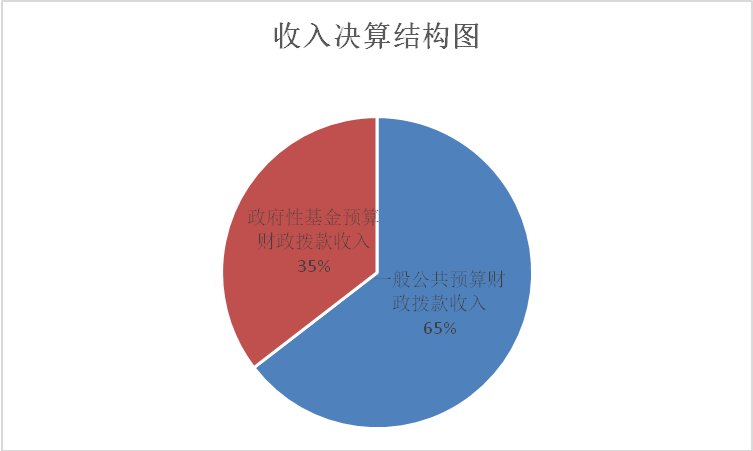 收入决算结构图
政府性基金预算
财政拨款收入
35%
一般公共预算财
政拨款收入
65%